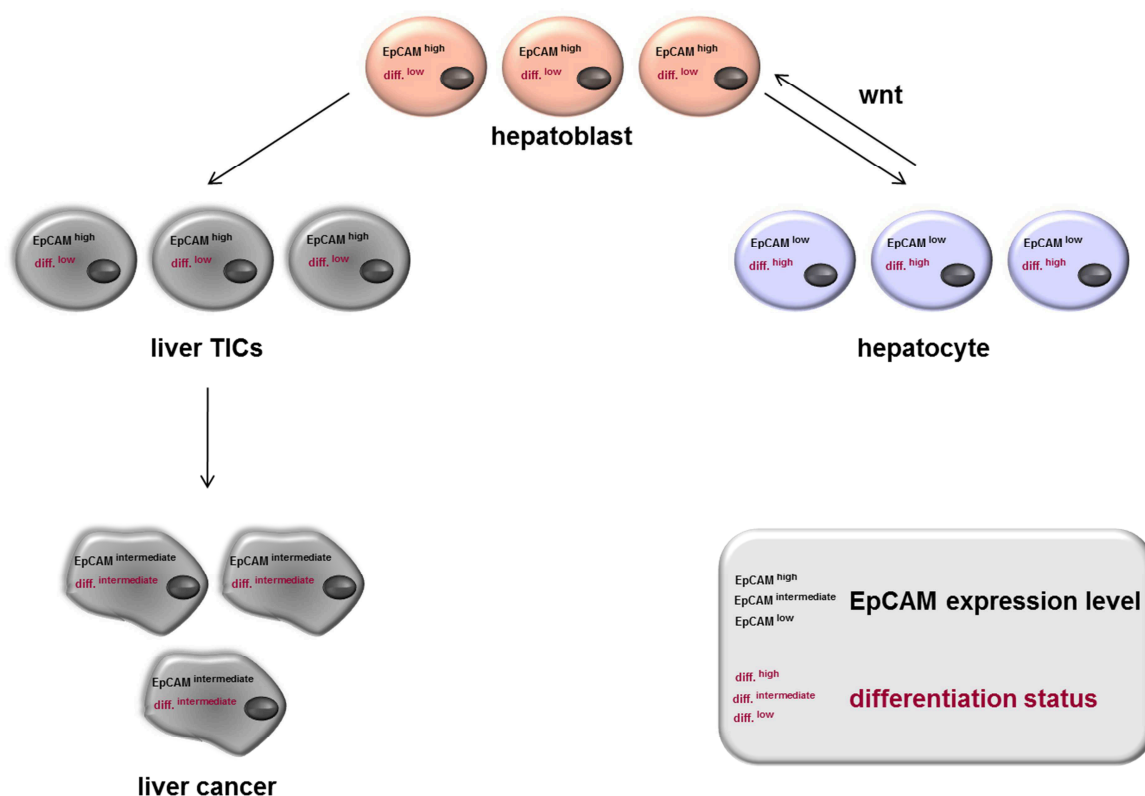 EpCAM high EpCAM high EpCAM high
diff. low diff. low diff. low
hepatoblast
wnt
EpCAM high EpCAM high EpCAM high
diff. low diff. low diff. low
liver TICs
EpCAM low EpCAM low EpCAM low
diff. high diff. high diff. high
hepatocyte
EpCAM intermediate EpCAM intermediate
diff. intermediate diff. intermediate
EpCAM intermediate
diff. intermediate
liver cancer
EpCAM high
EpCAM intermediate EpCAM expression level
EpCAM low
diff. high
diff. intermediate differentiation status
diff. low